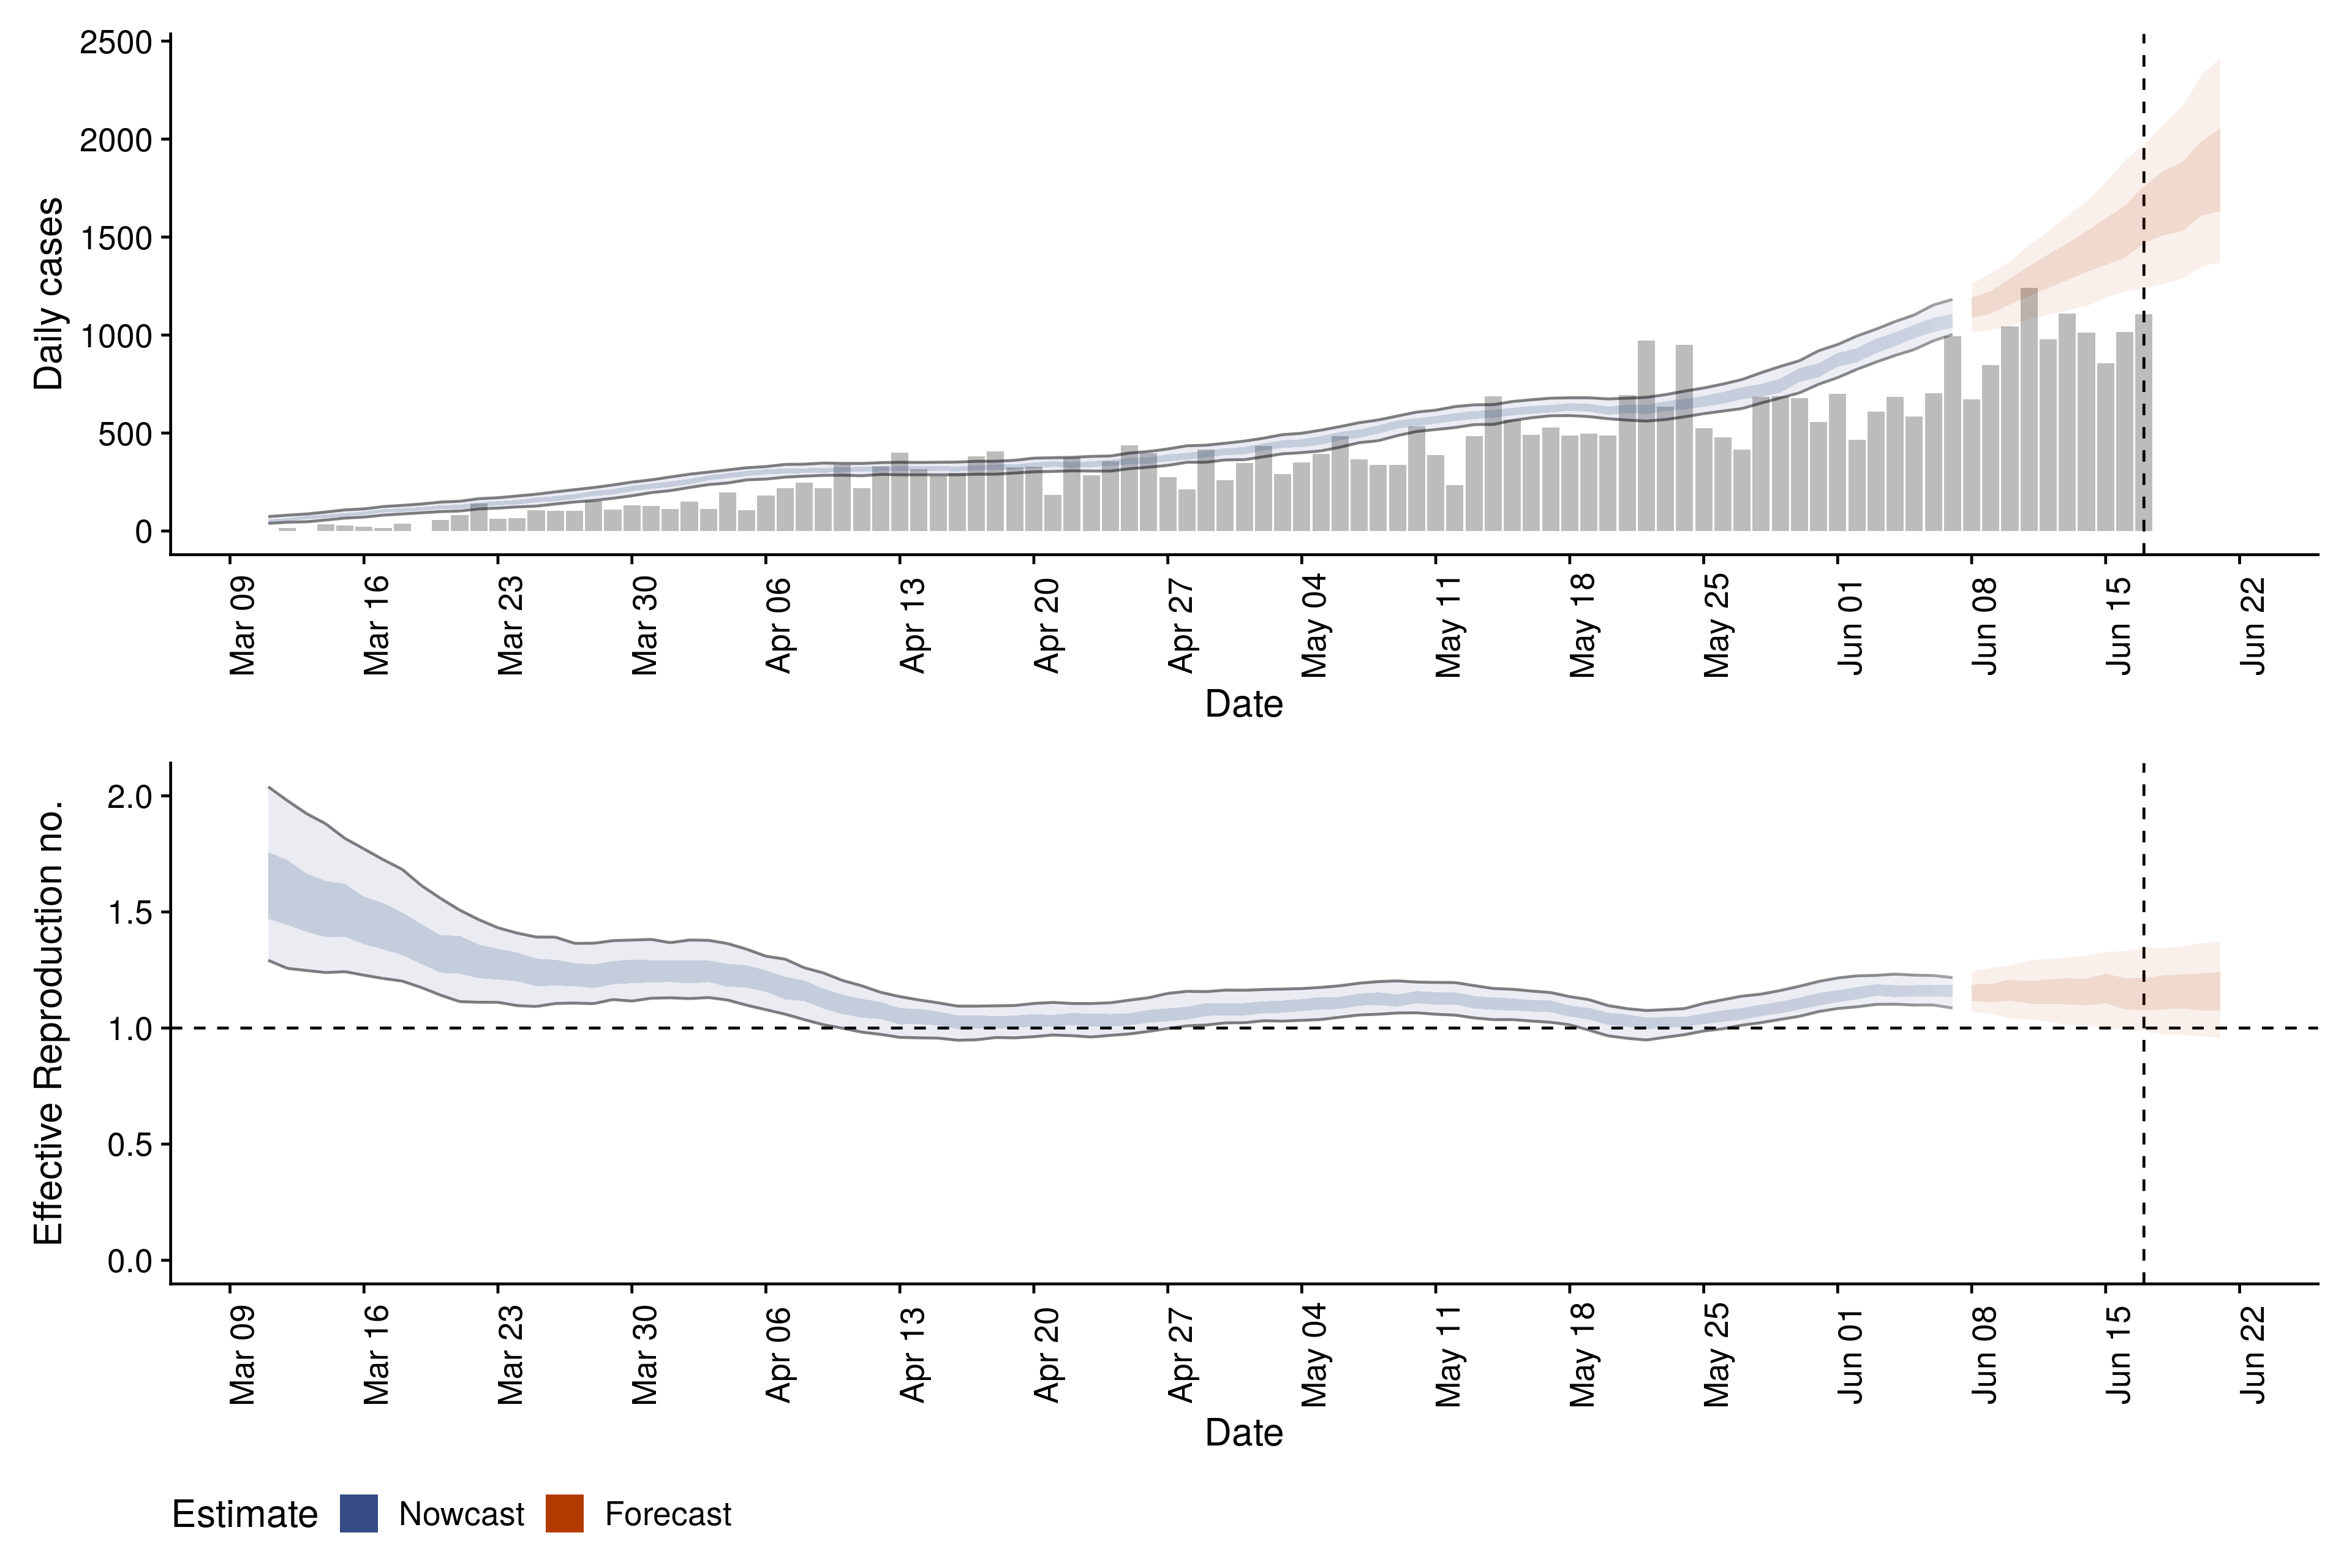 2500
2000
1500
1000
500
0
Daily cases
Mar 09 Mar 16 Mar 23 Mar 30 Apr 06 Apr 13 Apr 20 Apr 27 May 04 May 11 May 18 May 25 Jun 01 Jun 08 Jun 15 Jun 22
Date
2.0
1.5
1.0
0.5
0.0
Effective Reproduction no.
Mar 09 Mar 16 Mar 23 Mar 30 Apr 06 Apr 13 Apr 20 Apr 27 May 04 May 11 May 18 May 25 Jun 01 Jun 08 Jun 15 Jun 22
Date
Estimate Nowcast Forecast